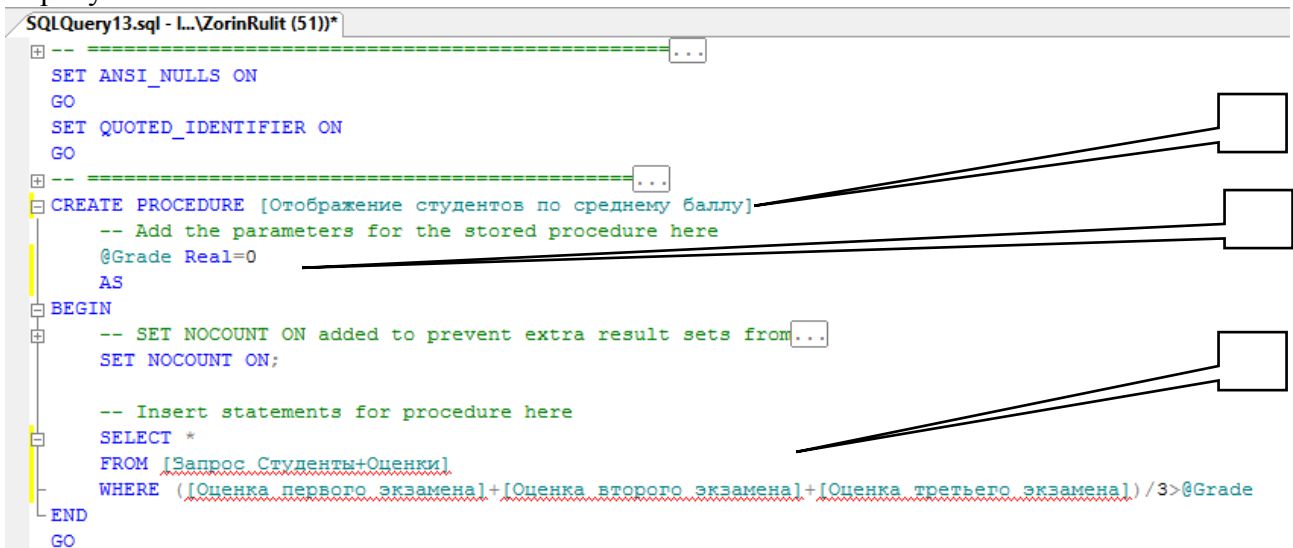 SQLQuery13.sql - l...\ZorinRulit (51))*
-- ==================================================...
SET ANSI_NULLS ON
GO
SET QUOTED_IDENTIFIER ON
GO
-- ===============================================...
CREATE PROCEDURE [Отображение студентов по среднему баллу]
-- Add the parameters for the stored procedure here
@Grade Real=0
AS
BEGIN
-- SET NOCOUNT ON added to prevent extra result sets from...
SET NOCOUNT ON;
-- Insert statements for procedure here
SELECT *
FROM [Запрос Студенты+Оценки]
WHERE ([Оценка первого экзамена]+[Оценка второго экзамена]+[Оценка третьего экзамена])/3>@Grade
END
GO